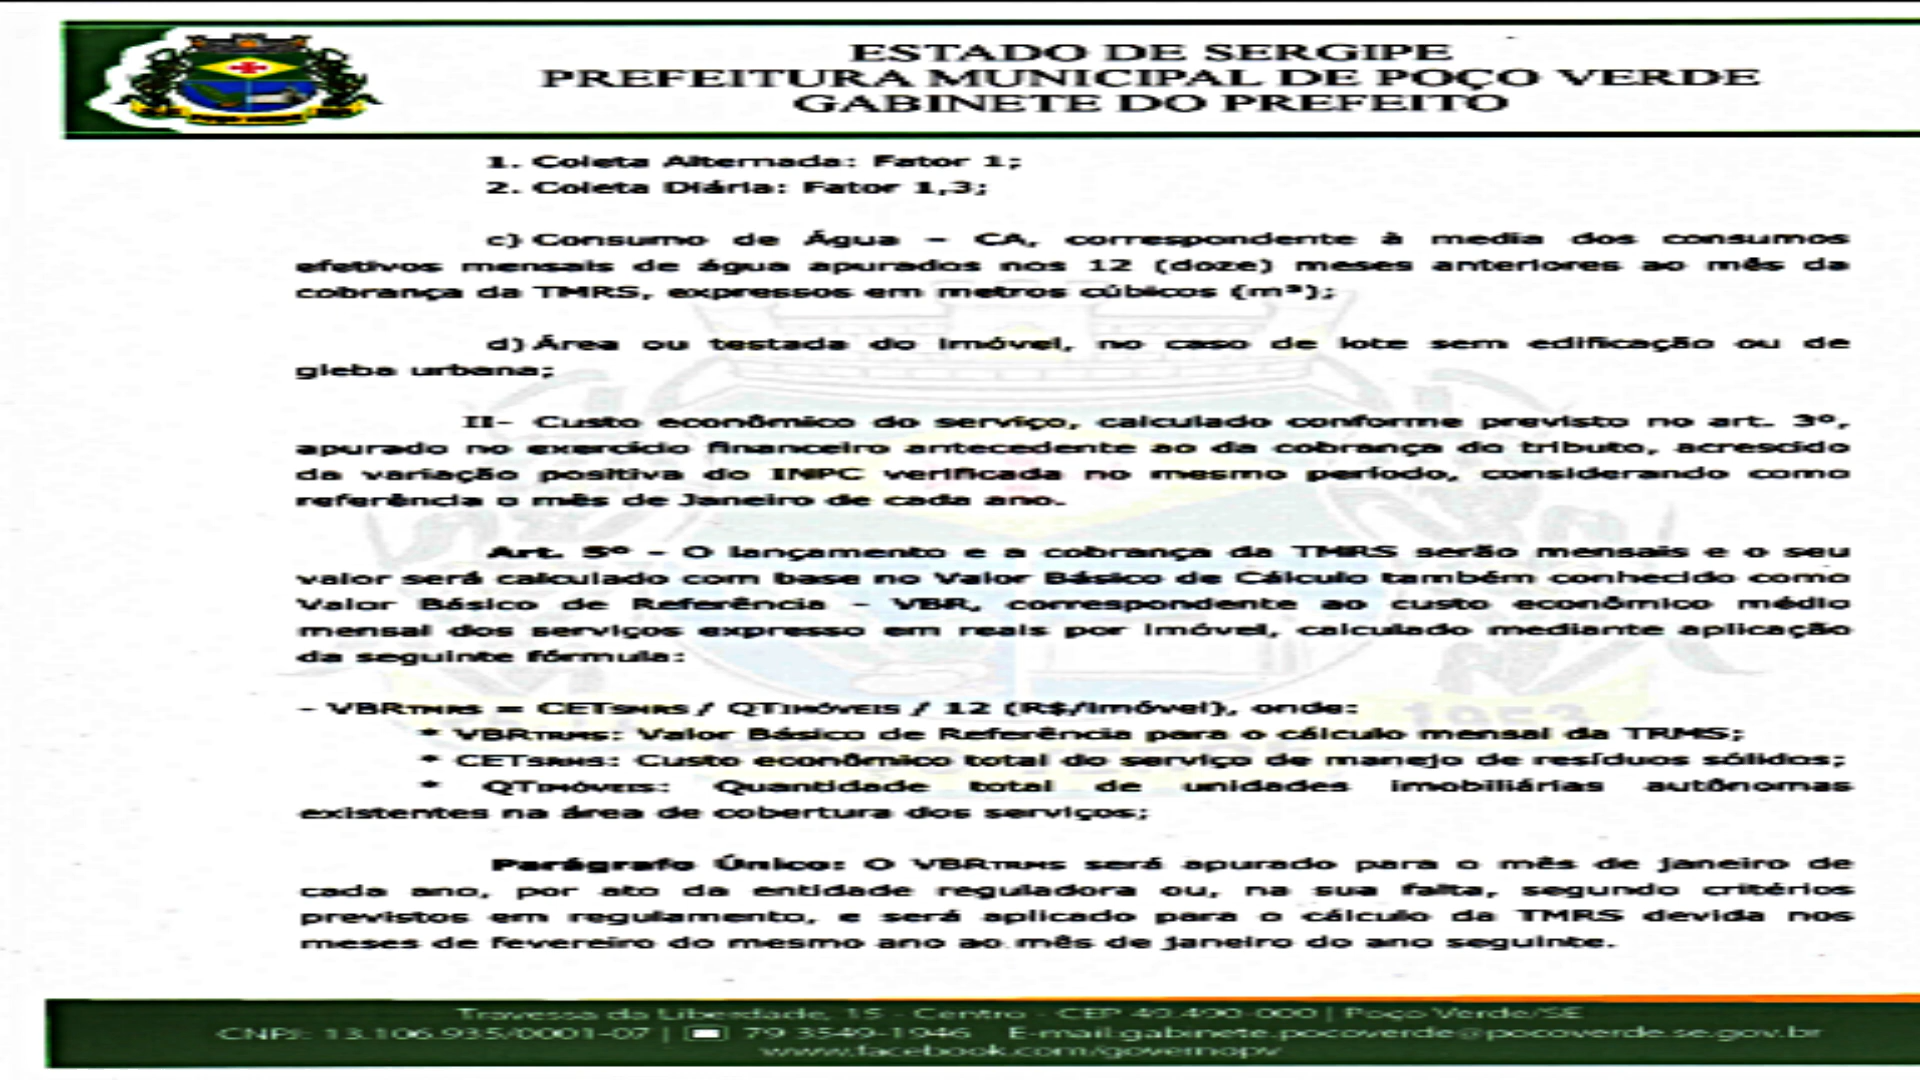 ESTADO DE SERGIPE
PREFEITURA MUNICIPAL DE POÇO VERDE
GABINETE DO PREFEITO
1. Coleta Alternada: Fator 1;
2. Coleta Diária: Fator 1,3;
c) Consumo de Água – CA, correspondente à media dos consumos
efetivos mensais de água apurados nos 12 (doze) meses anteriores ao mês da
cobrança da TMRS, expressos em metros cúbicos (m³);
d) Área ou testada do imóvel, no caso de lote sem edificação ou de
gleba urbana;
II- Custo econômico do serviço, calculado conforme previsto no art. 3º,
apurado no exercício financeiro antecedente ao da cobrança do tributo, acrescido
da variação positiva do INPC verificada no mesmo período, considerando como
referência o mês de Janeiro de cada ano.
Art. 5º – O lançamento e a cobrança da TMRS serão mensais e o seu
valor será calculado com base no Valor Básico de Cálculo também conhecido como
Valor Básico de Referência – VBR, correspondente ao custo econômico médio
mensal dos serviços expresso em reais por imóvel, calculado mediante aplicação
da seguinte fórmula:
- VBRTMRS = CETSMRS / QTIMÓVEIS / 12 (R$/imóvel), onde:
* VBRTRMS: Valor Básico de Referência para o cálculo mensal da TRMS;
* CETSRMS: Custo econômico total do serviço de manejo de resíduos sólidos;
* QTIMÓVEIS: Quantidade total de unidades imobiliárias autônomas
existentes na área de cobertura dos serviços;
Parágrafo Único: O VBRTRMS será apurado para o mês de janeiro de
cada ano, por ato da entidade reguladora ou, na sua falta, segundo critérios
previstos em regulamento, e será aplicado para o cálculo da TMRS devida nos
meses de fevereiro do mesmo ano ao mês de janeiro do ano seguinte.
1953
Travessa da Liberdade, 15 - Centro - CEP 49.490-000 | Poço Verde/SE
CNPJ: 13.106.935/0001-07 | 79 3549-1946 E-mail:gabinete.pocoverde@pocoverde.se.gov.br
www.facebook.com/governopv